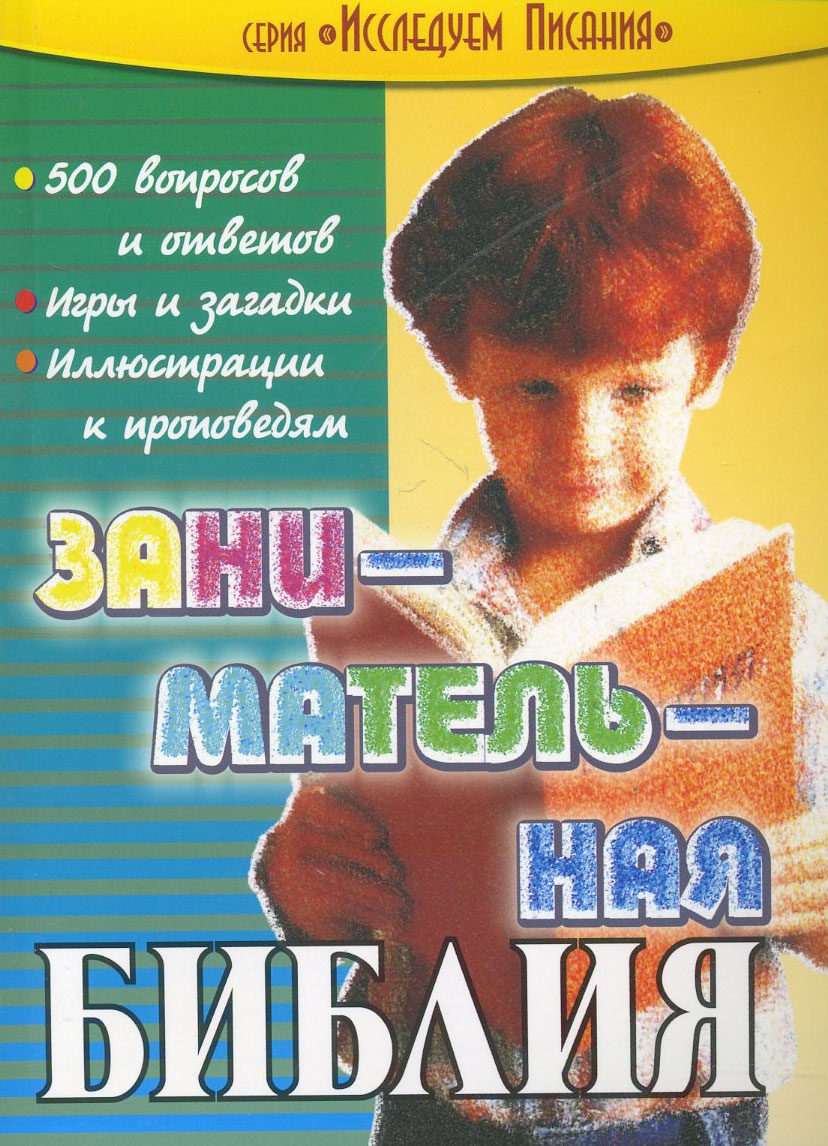 серия «Исследуем Писания»
• 500 вопросов
и ответов
• Игры и загадки
• Иллюстрации
к проповедям
ЗАНИ-
МАТЕЛЬ-
НАЯ
БИБЛИЯ